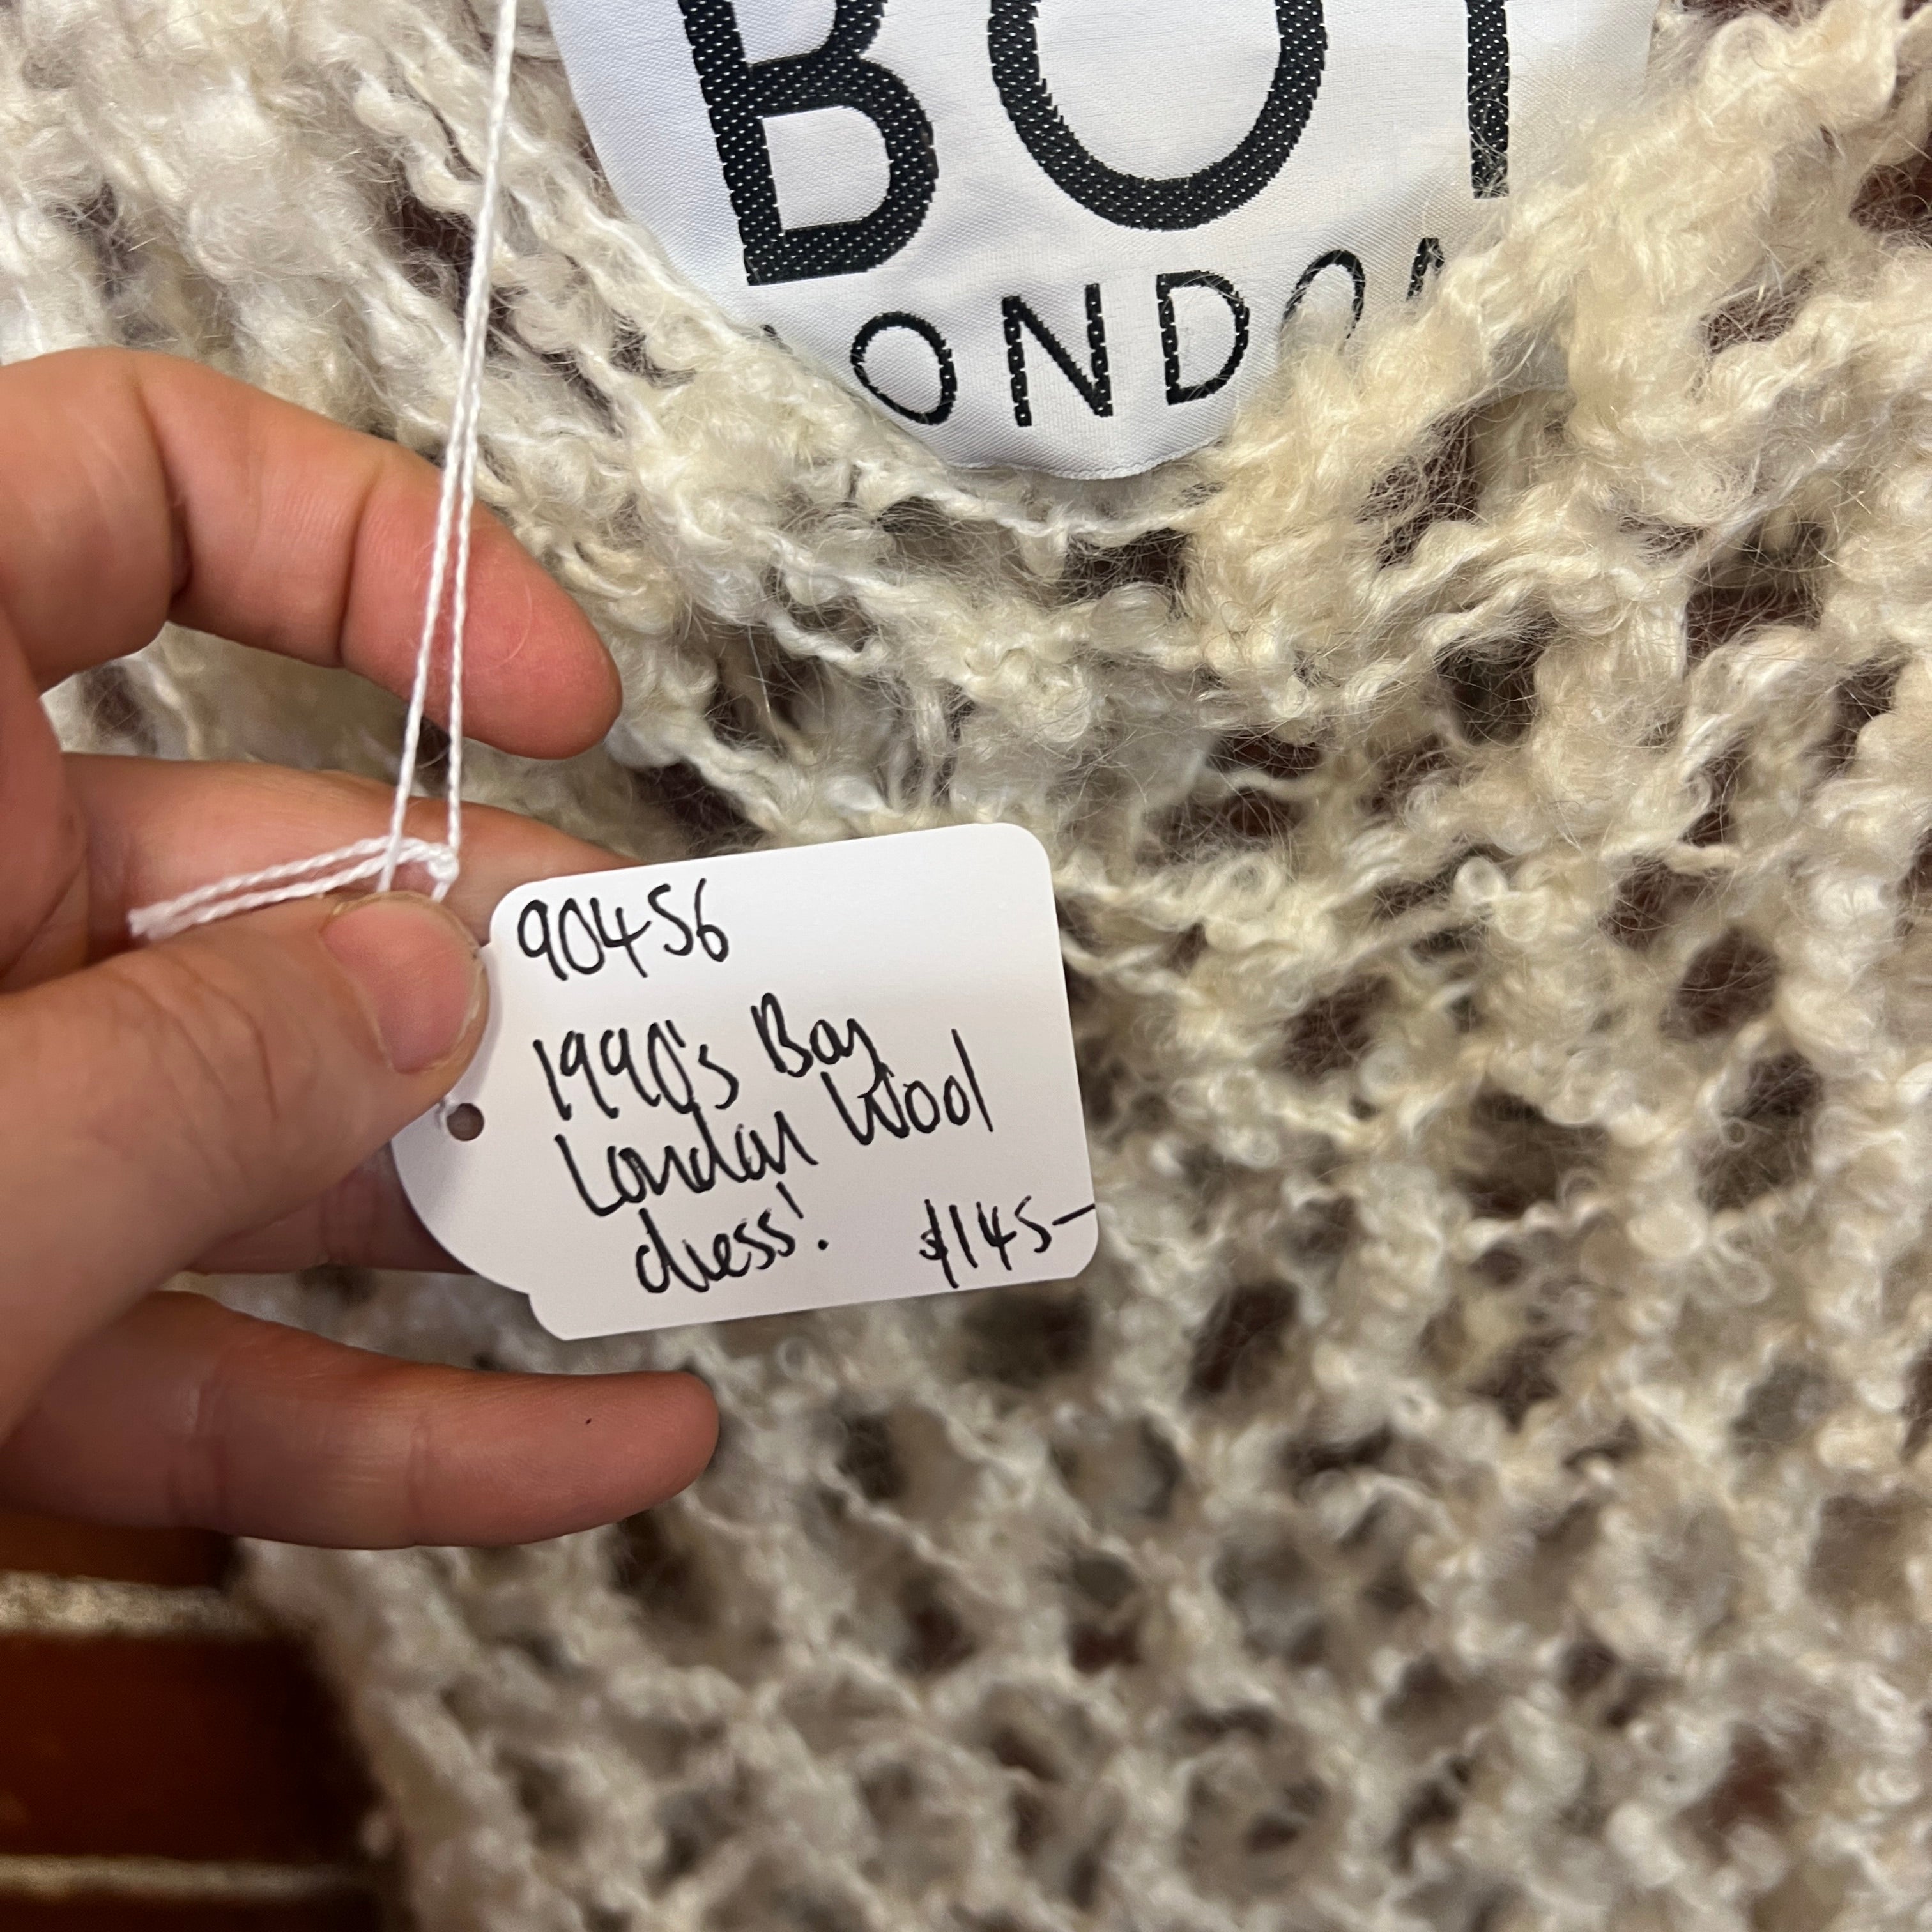 BOY
LONDON
90456
1990's Boy
London Wool
dress!
$145-